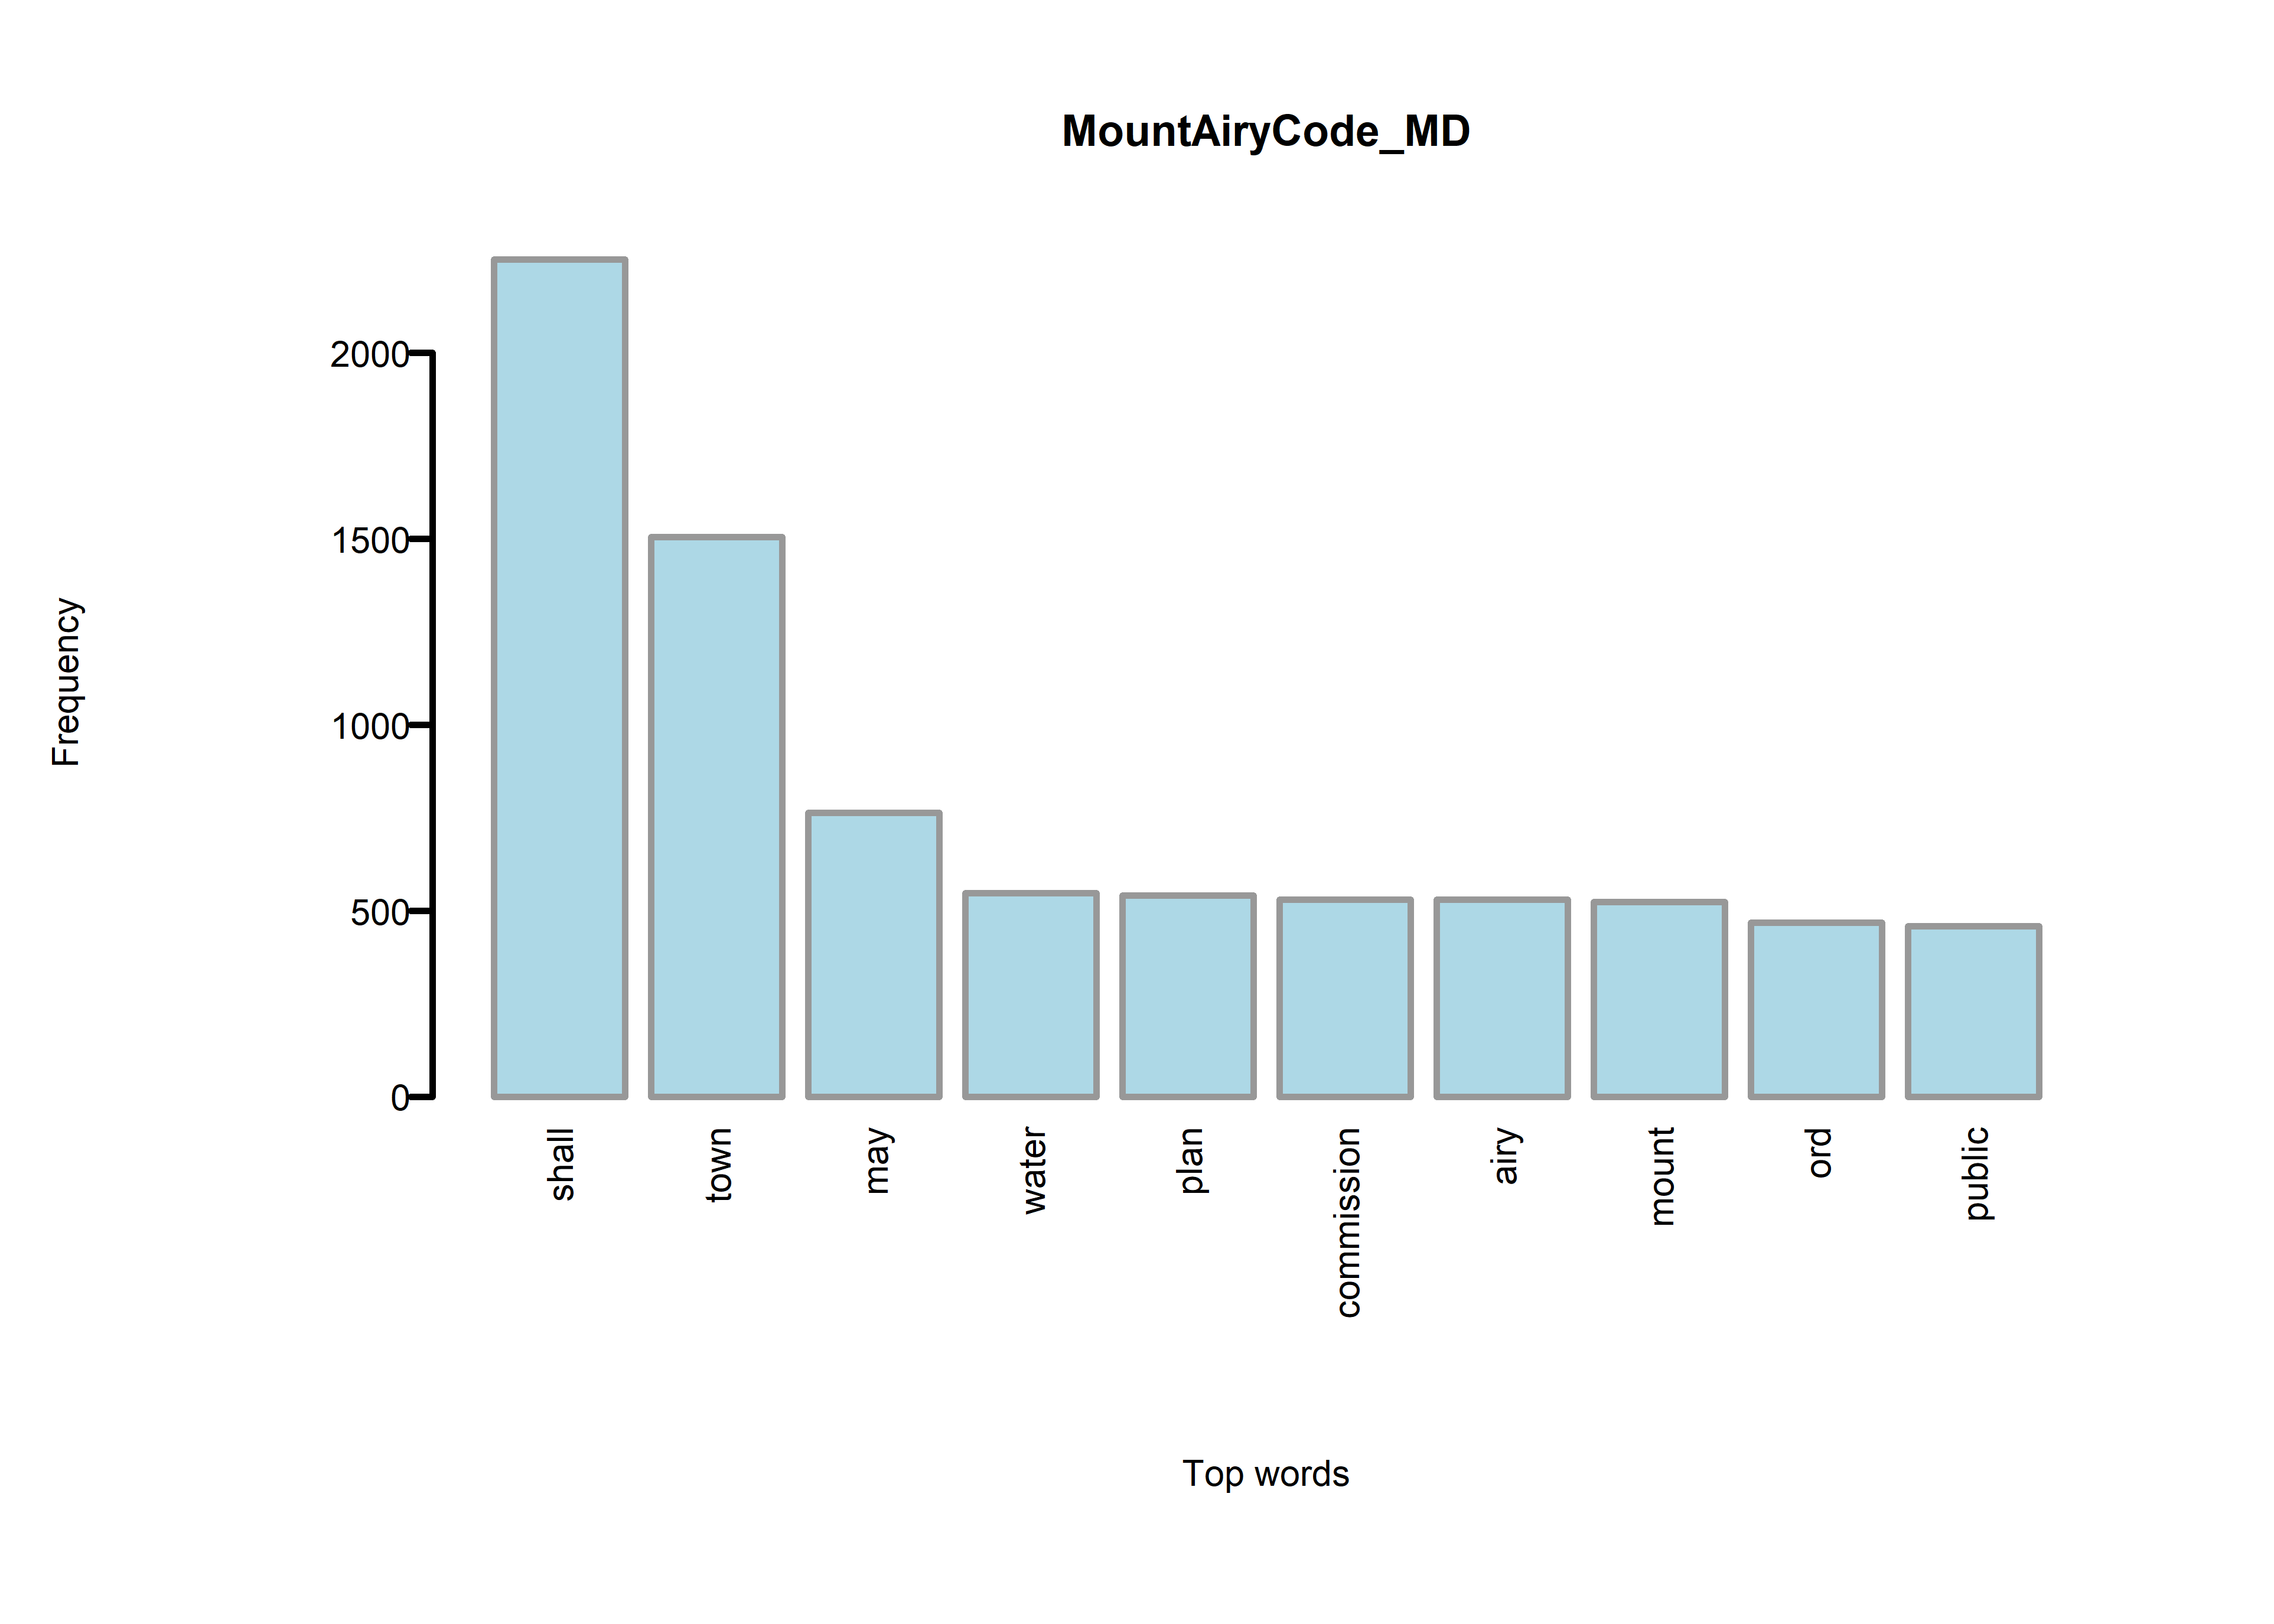 MountAiryCode_MD
Frequency
2000
1500
1000
500
0
shall
town
may
water
plan
commission
airy
mount
ord
public
Top words